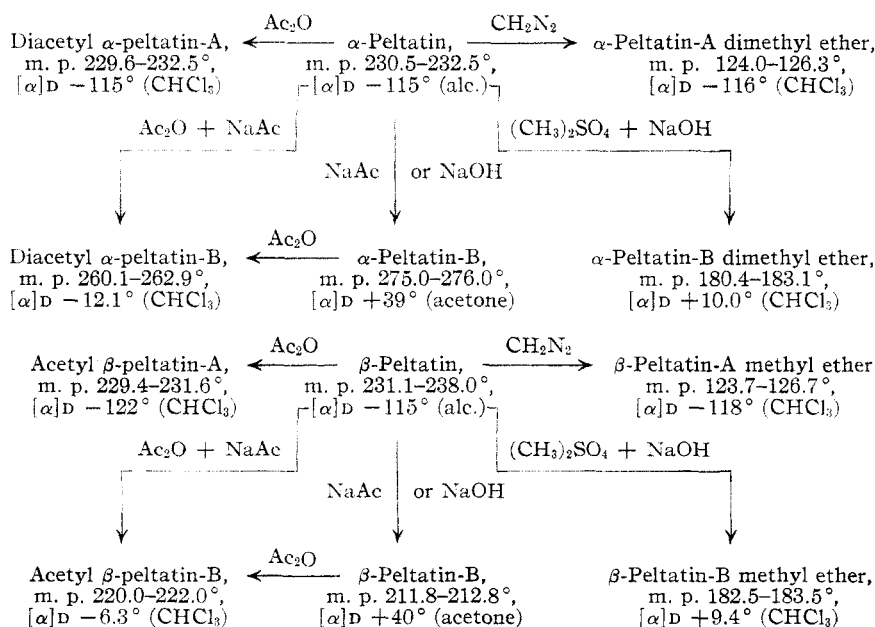 Ac₂O CH₂N₂
Diacetyl α-peltatin-A, α-Peltatin, α-Peltatin-A dimethyl ether,
m. p. 229.6–232.5°, m. p. 230.5–232.5°, m. p. 124.0–126.3°,
[α]D −115° (CHCl₃) [α]D −115° (alc.) [α]D −116° (CHCl₃)
Ac₂O + NaAc (CH₃)₂SO₄ + NaOH
NaAc or NaOH
Ac₂O
Diacetyl α-peltatin-B, α-Peltatin-B, α-Peltatin-B dimethyl ether,
m. p. 260.1–262.9°, m. p. 275.0–276.0°, m. p. 180.4–183.1°,
[α]D −12.1° (CHCl₃) [α]D +39° (acetone) [α]D +10.0° (CHCl₃)
Ac₂O CH₂N₂
Acetyl β-peltatin-A, β-Peltatin, β-Peltatin-A methyl ether
m. p. 229.4–231.6°, m. p. 231.1–238.0°, m. p. 123.7–126.7°,
[α]D −122° (CHCl₃) [α]D −115° (alc.) [α]D −118° (CHCl₃)
Ac₂O + NaAc (CH₃)₂SO₄ + NaOH
NaAc or NaOH
Ac₂O
Acetyl β-peltatin-B, β-Peltatin-B, β-Peltatin-B methyl ether,
m. p. 220.0–222.0°, m. p. 211.8–212.8°, m. p. 182.5–183.5°,
[α]D −6.3° (CHCl₃) [α]D +40° (acetone) [α]D +9.4° (CHCl₃)